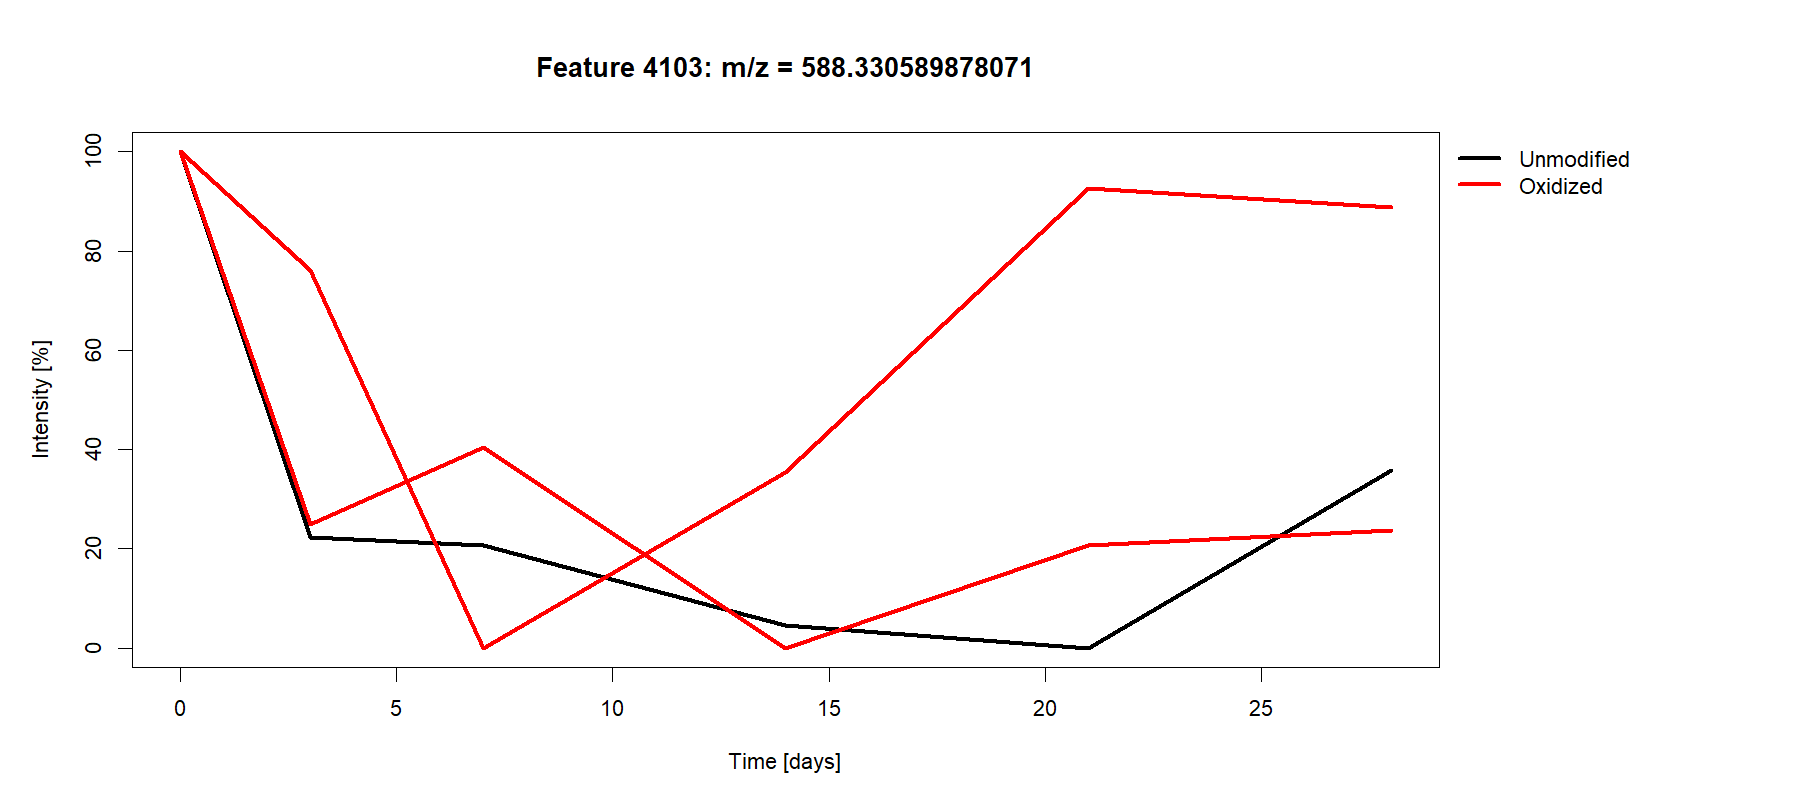 Feature 4103: m/z = 588.330589878071
Unmodified
Oxidized
Intensity [%]
100
80
60
40
20
0
0 5 10 15 20 25
Time [days]